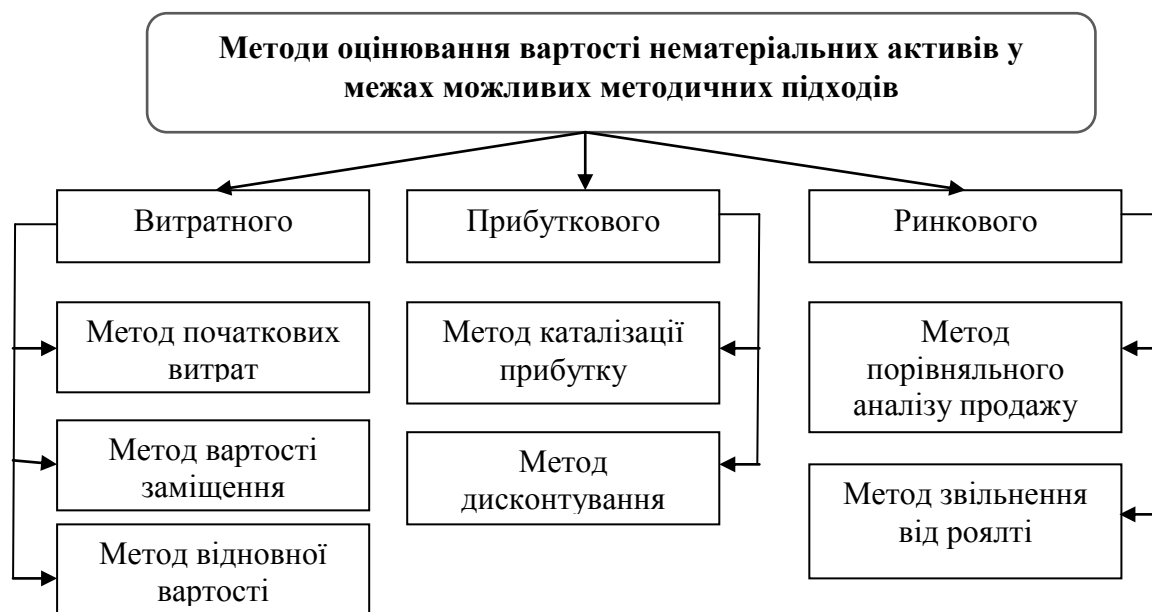 Методи оцінювання вартості нематеріальних активів у
межах можливих методичних підходів
Витратного
Прибуткового
Ринкового
Метод початкових
витрат
Метод каталізації
прибутку
Метод
порівняльного
аналізу продажу
Метод вартості
заміщення
Метод
дисконтування
Метод звільнення
від роялті
Метод відновної
вартості